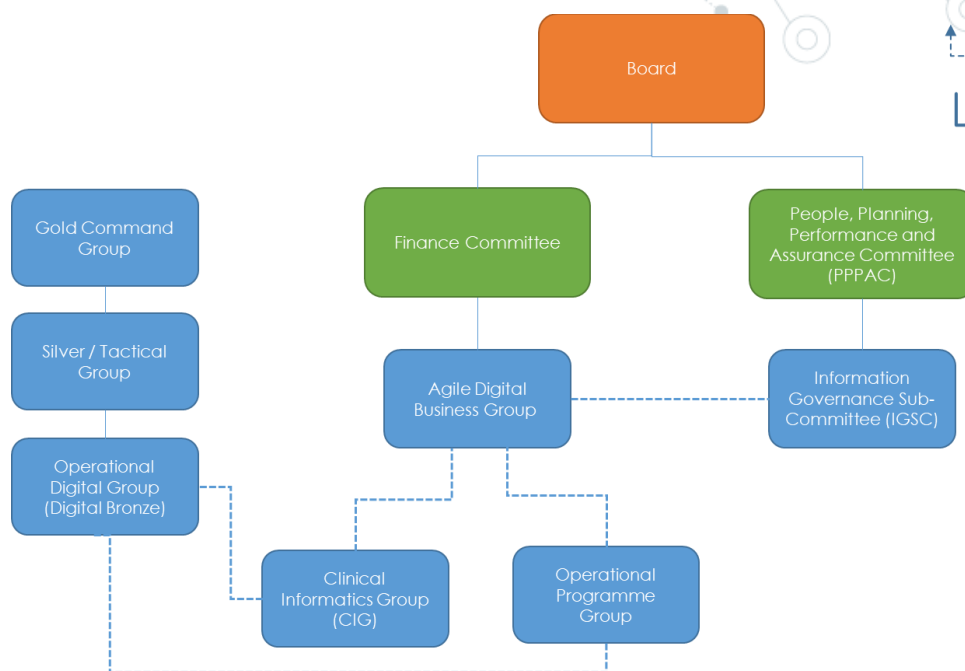 Board
Gold Command
Group
Finance Committee
People, Planning,
Performance and
Assurance Committee
(PPPAC)
Silver / Tactical
Group
Agile Digital
Business Group
Information
Governance Sub-
Committee (IGSC)
Operational
Digital Group
(Digital Bronze)
Clinical
Informatics Group
(CIG)
Operational
Programme
Group